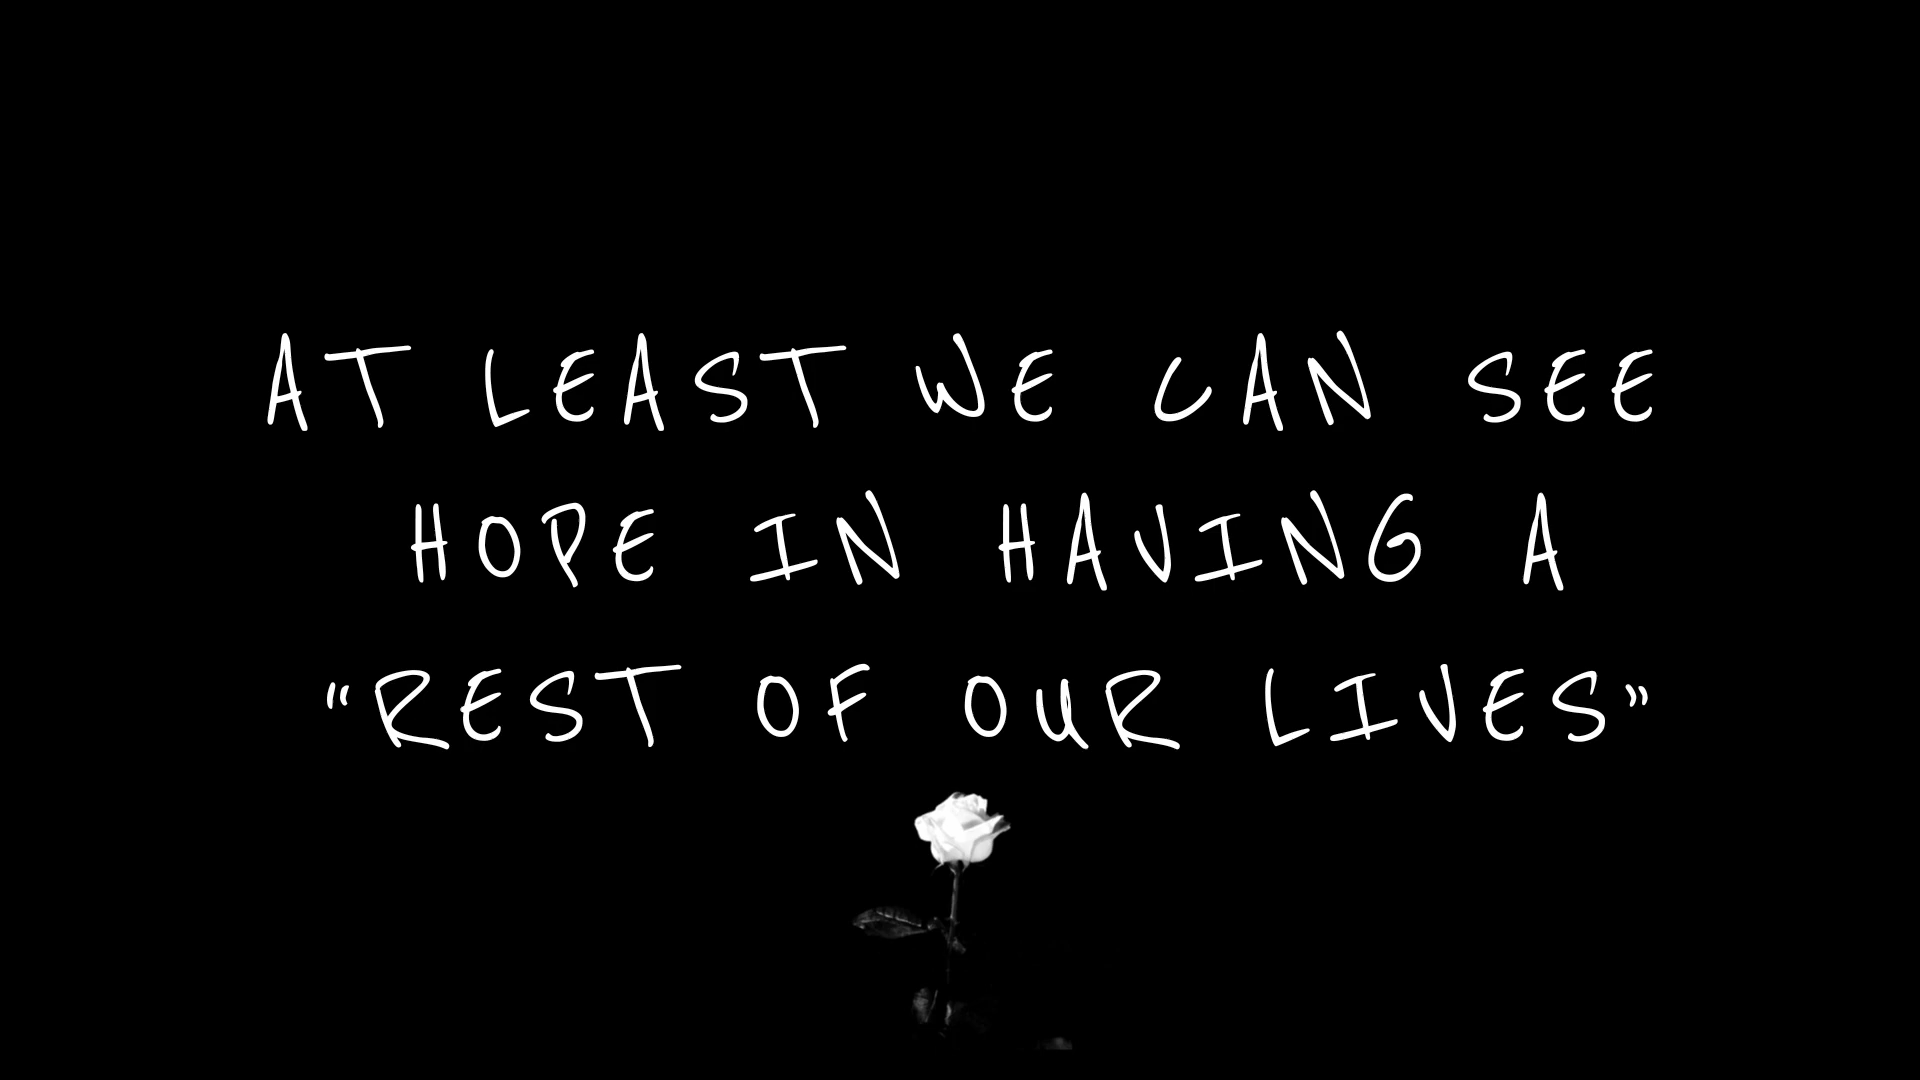 AT LEAST WE CAN SEE
HOPE IN HAVING A
“REST OF OUR LIVES”